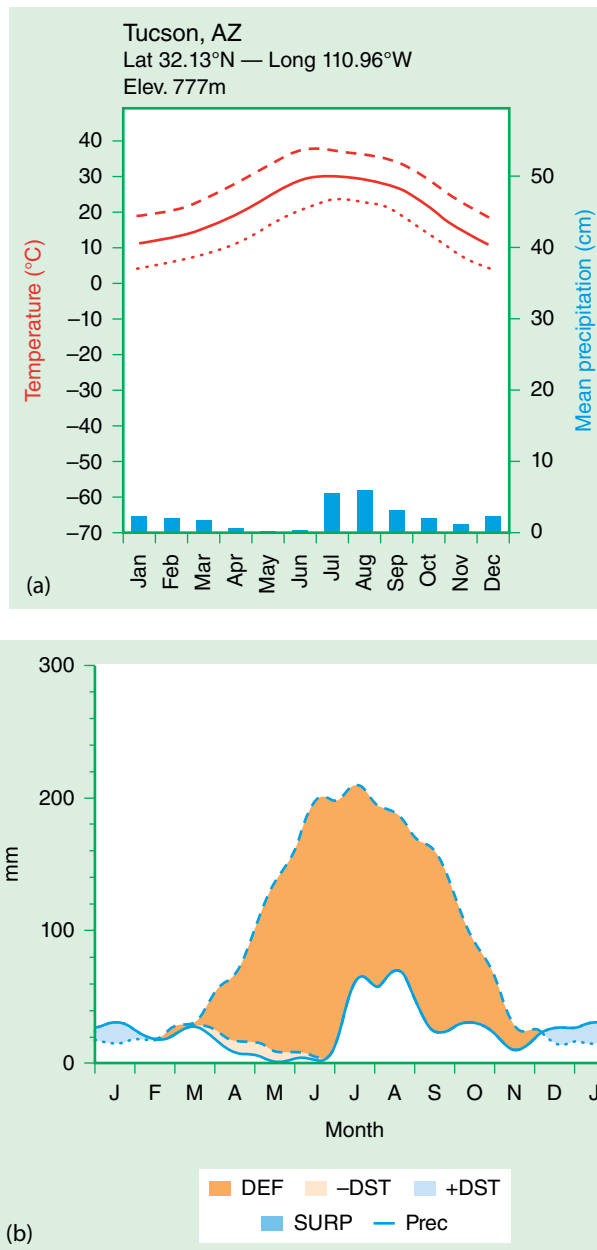 Tucson, AZ
Lat 32.13°N — Long 110.96°W
Elev. 777m
Temperature (°C)
40
30
20
10
0
–10
–20
–30
–40
–50
–60
–70
Mean precipitation (cm)
50
40
30
20
10
0
Jan Feb Mar Apr May Jun Jul Aug Sep Oct Nov Dec
(a)
mm
300
200
100
0
J F M A M J J A S O N D J
Month
DEF –DST +DST
SURP Prec
(b)